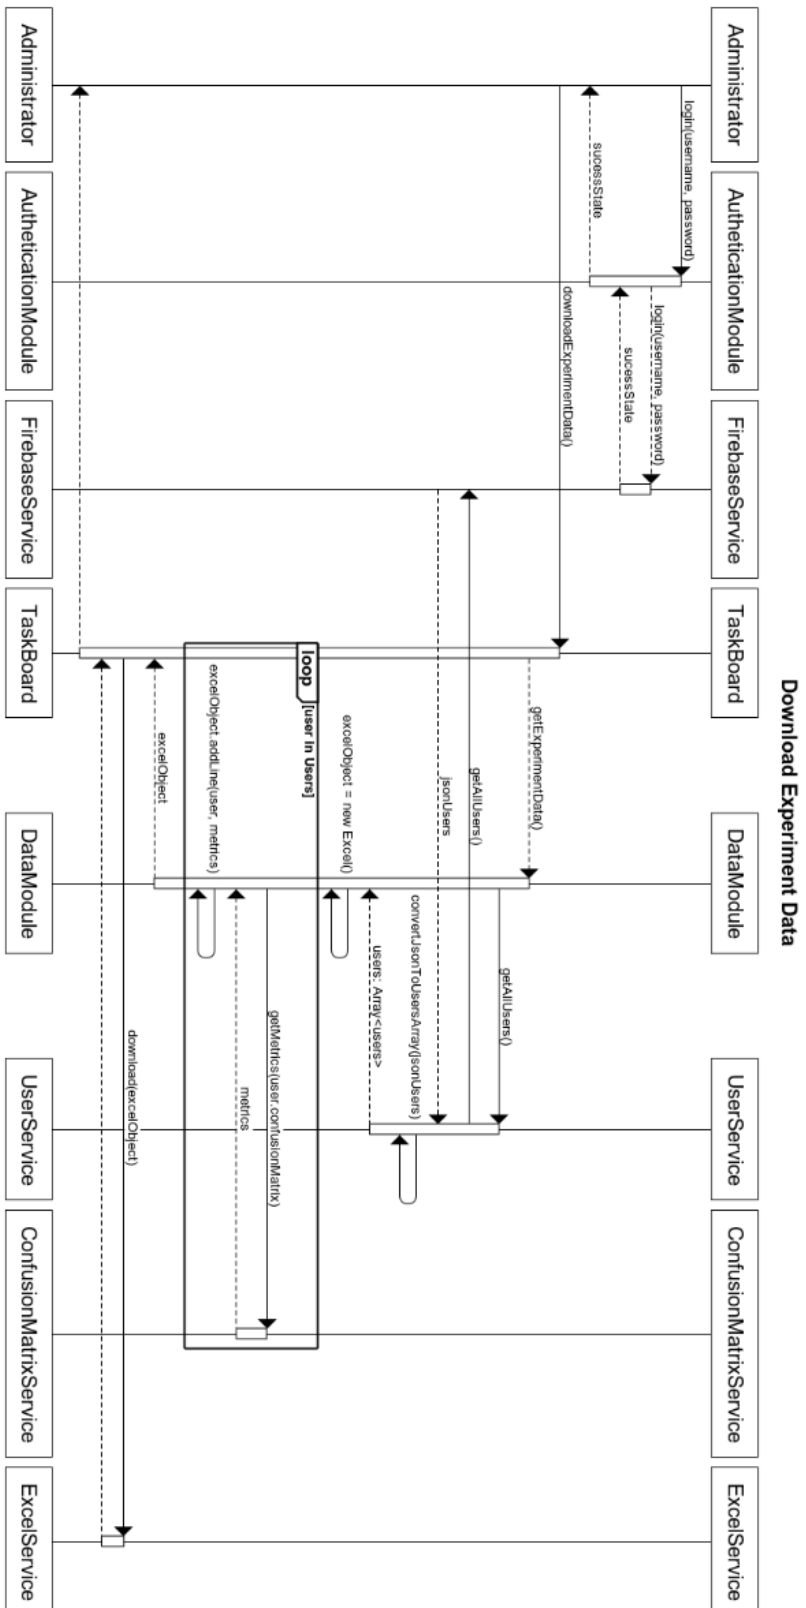 Download Experiment Data
Administrator
AutheticationModule
FirebaseService
TaskBoard
DataModule
UserService
ConfusionMatrixService
ExcelService
login(username, password)
login(username, password)
sucessState
sucessState
downloadExperimentData()
getExperimentData()
getAllUsers()
getAllUsers()
jsonUsers
convertJsonToUsersArray(jsonUsers)
users: Array<users>
excelObject = new Excel()
loop
[user in Users]
getMetrics(user.confusionMatrix)
metrics
excelObject.addLine(user, metrics)
excelObject
download(excelObject)
Administrator
AutheticationModule
FirebaseService
TaskBoard
DataModule
UserService
ConfusionMatrixService
ExcelService